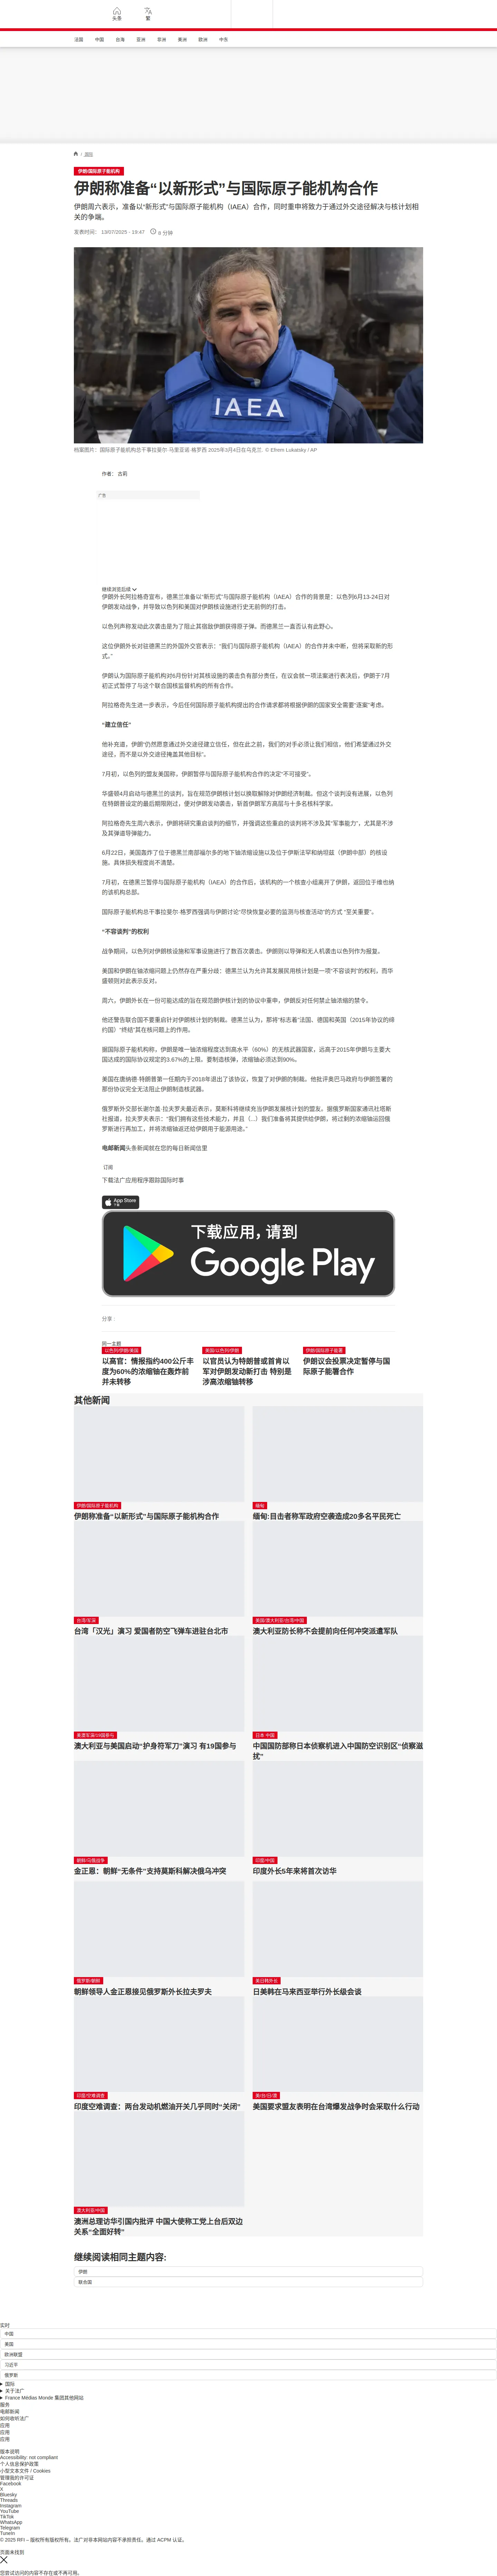 头条
繁
法国
中国
台海
亚洲
非洲
美洲
欧洲
中东
国际
伊朗/国际原子能机构
伊朗称准备“以新形式”与国际原子能机构合作
伊朗周六表示，准备以“新形式”与国际原子能机构（IAEA）合作，同时重申将致力于通过外交途径解决与核计划相关的争端。
发表时间： 13/07/2025 - 19:47
档案图片：国际原子能机构总干事拉斐尔·马里亚诺·格罗西 2025年3月4日在乌克兰. © Efrem Lukatsky / AP
作者： 古莉
广告
继续浏览后续
伊朗外长阿拉格奇宣布，德黑兰准备以“新形式”与国际原子能机构（IAEA）合作的背景是：以色列6月13-24日对伊朗发动战争，并导致以色列和美国对伊朗核设施进行史无前例的打击。
以色列声称发动此次袭击是为了阻止其宿敌伊朗获得原子弹。而德黑兰一直否认有此野心。
这位伊朗外长对驻德黑兰的外国外交官表示：“我们与国际原子能机构（IAEA）的合作并未中断，但将采取新的形式。”
伊朗认为国际原子能机构对6月份针对其核设施的袭击负有部分责任，在议会就一项法案进行表决后，伊朗于7月初正式暂停了与这个联合国核监督机构的所有合作。
阿拉格奇先生进一步表示，今后任何国际原子能机构提出的合作请求都将根据伊朗的国家安全需要“逐案”考虑。
“建立信任”
他补充道，伊朗“仍然愿意通过外交途径建立信任，但在此之前，我们的对手必须让我们相信，他们希望通过外交途径，而不是以外交途径掩盖其他目标”。
7月初，以色列的盟友美国称，伊朗暂停与国际原子能机构合作的决定“不可接受”。
华盛顿4月启动与德黑兰的谈判，旨在规范伊朗核计划以换取解除对伊朗经济制裁。但这个谈判没有进展，以色列在特朗普设定的最后期限刚过，便对伊朗发动袭击，斩首伊朗军方高层与十多名核科学家。
阿拉格奇先生周六表示，伊朗将研究重启谈判的细节，并强调这些重启的谈判将不涉及其“军事能力”，尤其是不涉及其弹道导弹能力。
6月22日，美国轰炸了位于德黑兰南部福尔多的地下铀浓缩设施以及位于伊斯法罕和纳坦兹（伊朗中部）的核设施。具体损失程度尚不清楚。
7月初，在德黑兰暂停与国际原子能机构（IAEA）的合作后，该机构的一个核查小组离开了伊朗，返回位于维也纳的该机构总部。
国际原子能机构总干事拉斐尔·格罗西强调与伊朗讨论“尽快恢复必要的监测与核查活动”的方式 “至关重要”。
“不容谈判”的权利
战争期间，以色列对伊朗核设施和军事设施进行了数百次袭击。伊朗则以导弹和无人机袭击以色列作为报复。
美国和伊朗在铀浓缩问题上仍然存在严重分歧：德黑兰认为允许其发展民用核计划是一项“不容谈判”的权利，而华盛顿则对此表示反对。
周六，伊朗外长在一份可能达成的旨在规范伊核计划的协议中重申，伊朗反对任何禁止铀浓缩的禁令。
他还警告联合国不要重启针对伊朗核计划的制裁。德黑兰认为，那将“标志着”法国、德国和英国（2015年协议的缔约国）“终结”其在核问题上的作用。
据国际原子能机构称，伊朗是唯一铀浓缩程度达到高水平（60%）的无核武器国家，远高于2015年伊朗与主要大国达成的国际协议规定的3.67%的上限。要制造核弹，浓缩铀必须达到90%。
美国在唐纳德·特朗普第一任期内于2018年退出了该协议，恢复了对伊朗的制裁。他批评奥巴马政府与伊朗签署的那份协议完全无法阻止伊朗制造核武器。
俄罗斯外交部长谢尔盖·拉夫罗夫最近表示，莫斯科将继续充当伊朗发展核计划的盟友。据俄罗斯国家通讯社塔斯社报道，拉夫罗夫表示：“我们拥有这些技术能力，并且（...）我们准备将其提供给伊朗，将过剩的浓缩铀运回俄罗斯进行再加工，并将浓缩铀返还给伊朗用于能源用途。”
电邮新闻头条新闻就在您的每日新闻信里
订阅
下载法广应用程序跟踪国际时事
App Store
下载应用，请到
Google Play
分享 :
同一主题
以色列/伊朗/美国
以高官：情报指约400公斤丰度为60%的浓缩铀在轰炸前并未转移
美国/以色列/伊朗
以官员认为特朗普或首肯以军对伊朗发动新打击 特别是涉高浓缩铀转移
伊朗/国际原子能署
伊朗议会投票决定暂停与国际原子能署合作
其他新闻
伊朗/国际原子能机构
伊朗称准备“以新形式”与国际原子能机构合作
缅甸
缅甸:目击者称军政府空袭造成20多名平民死亡
台湾/军演
台湾「汉光」演习 爱国者防空飞弹车进驻台北市
美国/澳大利亚/台湾/中国
澳大利亚防长称不会提前向任何冲突派遣军队
美澳军演/19国参与
澳大利亚与美国启动“护身符军刀”演习 有19国参与
日本 中国
中国国防部称日本侦察机进入中国防空识别区“侦察滋扰”
朝鲜/乌俄战争
金正恩：朝鲜“无条件”支持莫斯科解决俄乌冲突
印度/中国
印度外长5年来将首次访华
俄罗斯/朝鲜
朝鲜领导人金正恩接见俄罗斯外长拉夫罗夫
美日韩外长
日美韩在马来西亚举行外长级会谈
印度/空难调查
印度空难调查：两台发动机燃油开关几乎同时“关闭”
美/台/日/澳
美国要求盟友表明在台湾爆发战争时会采取什么行动
澳大利亚/中国
澳洲总理访华引国内批评 中国大使称工党上台后双边关系“全面好转”
继续阅读相同主题内容:
伊朗
联合国
实时
中国
美国
欧洲联盟
习近平
俄罗斯
国际
关于法广
France Médias Monde 集团其他网站
服务
电邮新闻
如何收听法广
应用
应用
应用
版本说明
Accessibility: not compliant
个人信息保护政策
小型文本文件 / Cookies
管理我的许可证
Facebook
X
Bluesky
Threads
Instagram
YouTube
TikTok
WhatsApp
Telegram
TuneIn
© 2025 RFI – 版权所有版权所有。法广对非本网站内容不承担责任。通过 ACPM 认证。
页面未找到
您尝试访问的内容不存在或不再可用。